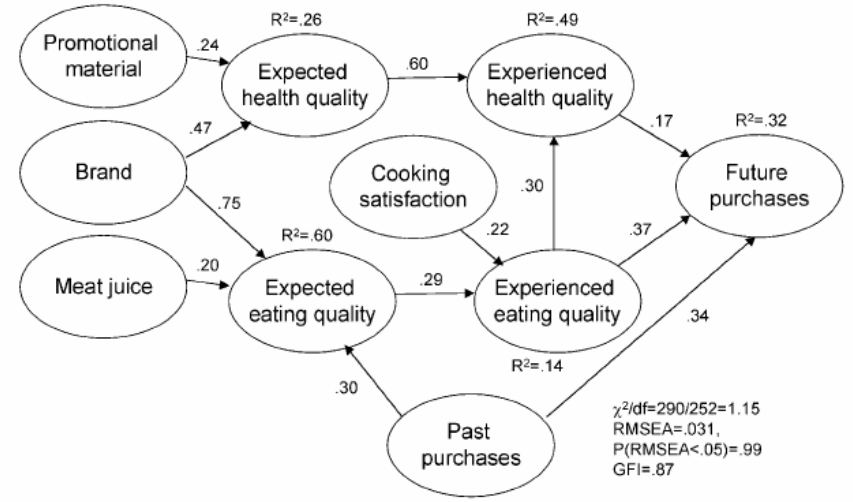 R²=.26
R²=.49
Promotional
material
.24
Expected
health quality
.60
Experienced
health quality
.17
R²=.32
.47
Brand
Cooking
satisfaction
.30
Future
purchases
.75
R²=.60
.22
.37
Meat juice
.20
Expected
eating quality
.29
Experienced
eating quality
.34
R²=.14
.30
Past
purchases
χ²/df=290/252=1.15
RMSEA=.031,
P(RMSEA<.05)=.99
GFI=.87